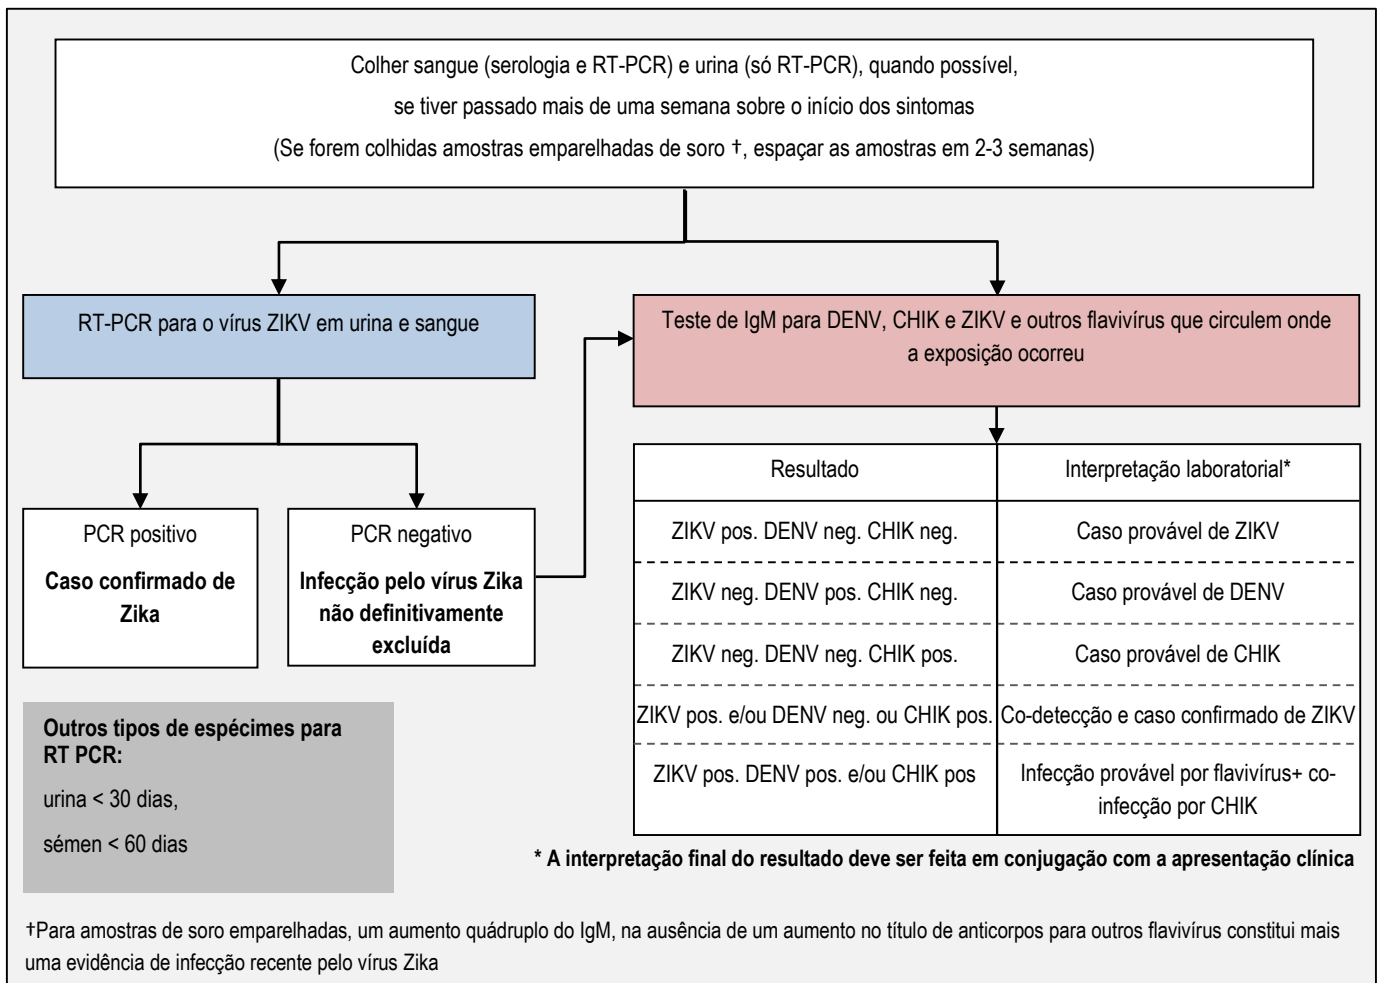 Colher sangue (serologia e RT-PCR) e urina (só RT-PCR), quando possível,
se tiver passado mais de uma semana sobre o início dos sintomas
(Se forem colhidas amostras emparelhadas de soro †, espaçar as amostras em 2-3 semanas)
RT-PCR para o vírus ZIKV em urina e sangue
Teste de IgM para DENV, CHIK e ZIKV e outros flavivírus que circulem onde
a exposição ocorreu
PCR positivo
Caso confirmado de
Zika
PCR negativo
Infecção pelo vírus Zika
não definitivamente
excluída
Resultado
Interpretação laboratorial*
ZIKV pos. DENV neg. CHIK neg.
Caso provável de ZIKV
ZIKV neg. DENV pos. CHIK neg.
Caso provável de DENV
ZIKV neg. DENV neg. CHIK pos.
Caso provável de CHIK
ZIKV pos. e/ou DENV neg. ou CHIK pos.
Co-detecção e caso confirmado de ZIKV
ZIKV pos. DENV pos. e/ou CHIK pos
Infecção provável por flavivírus+ co-
infecção por CHIK
Outros tipos de espécimes para
RT PCR:
urina < 30 dias,
sémen < 60 dias
* A interpretação final do resultado deve ser feita em conjugação com a apresentação clínica
†Para amostras de soro emparelhadas, um aumento quádruplo do IgM, na ausência de um aumento no título de anticorpos para outros flavivírus constitui mais
uma evidência de infecção recente pelo vírus Zika